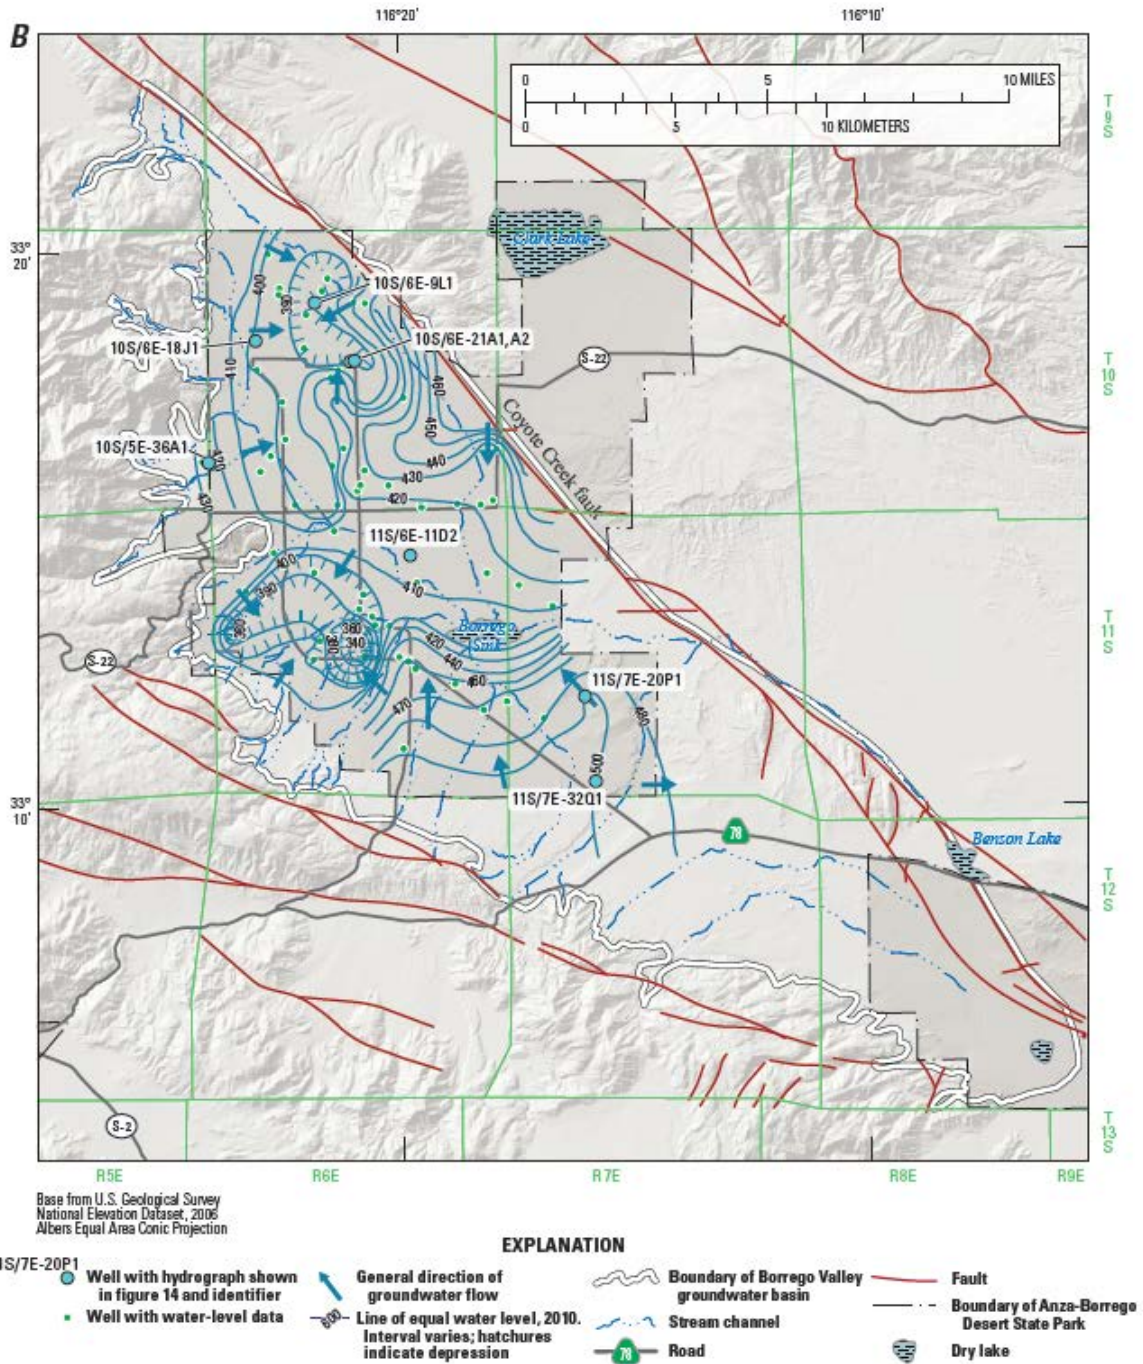 B
116°20'
116°10'
0 5 10 MILES
0 5 10 KILOMETERS
T
9
S
33°
20'
Clark Lake
10S/6E-9L1
400
390
10S/6E-21A1,A2
10S/6E-18J1
S-22
410
460
T
10
S
450
Coyote Creek fault
10S/5E-36A1
420
440
430
430
420
11S/6E-11D2
400
390
410
380
360
340
420
Borrego
Sink
T
11
S
S-22
440
460
11S/7E-20P1
470
480
500
11S/7E-32Q1
33°
10'
78
Benson Lake
T
12
S
S-2
T
13
S
R5E
R6E
R7E
R8E
R9E
Base from U.S. Geological Survey
National Elevation Dataset, 2006
Albers Equal Area Conic Projection
EXPLANATION
1S/7E-20P1
Well with hydrograph shown
in figure 14 and identifier
Well with water-level data
General direction of
groundwater flow
Line of equal water level, 2010.
Interval varies; hatchures
indicate depression
Boundary of Borrego Valley
groundwater basin
Stream channel
78
Road
Fault
Boundary of Anza-Borrego
Desert State Park
Dry lake